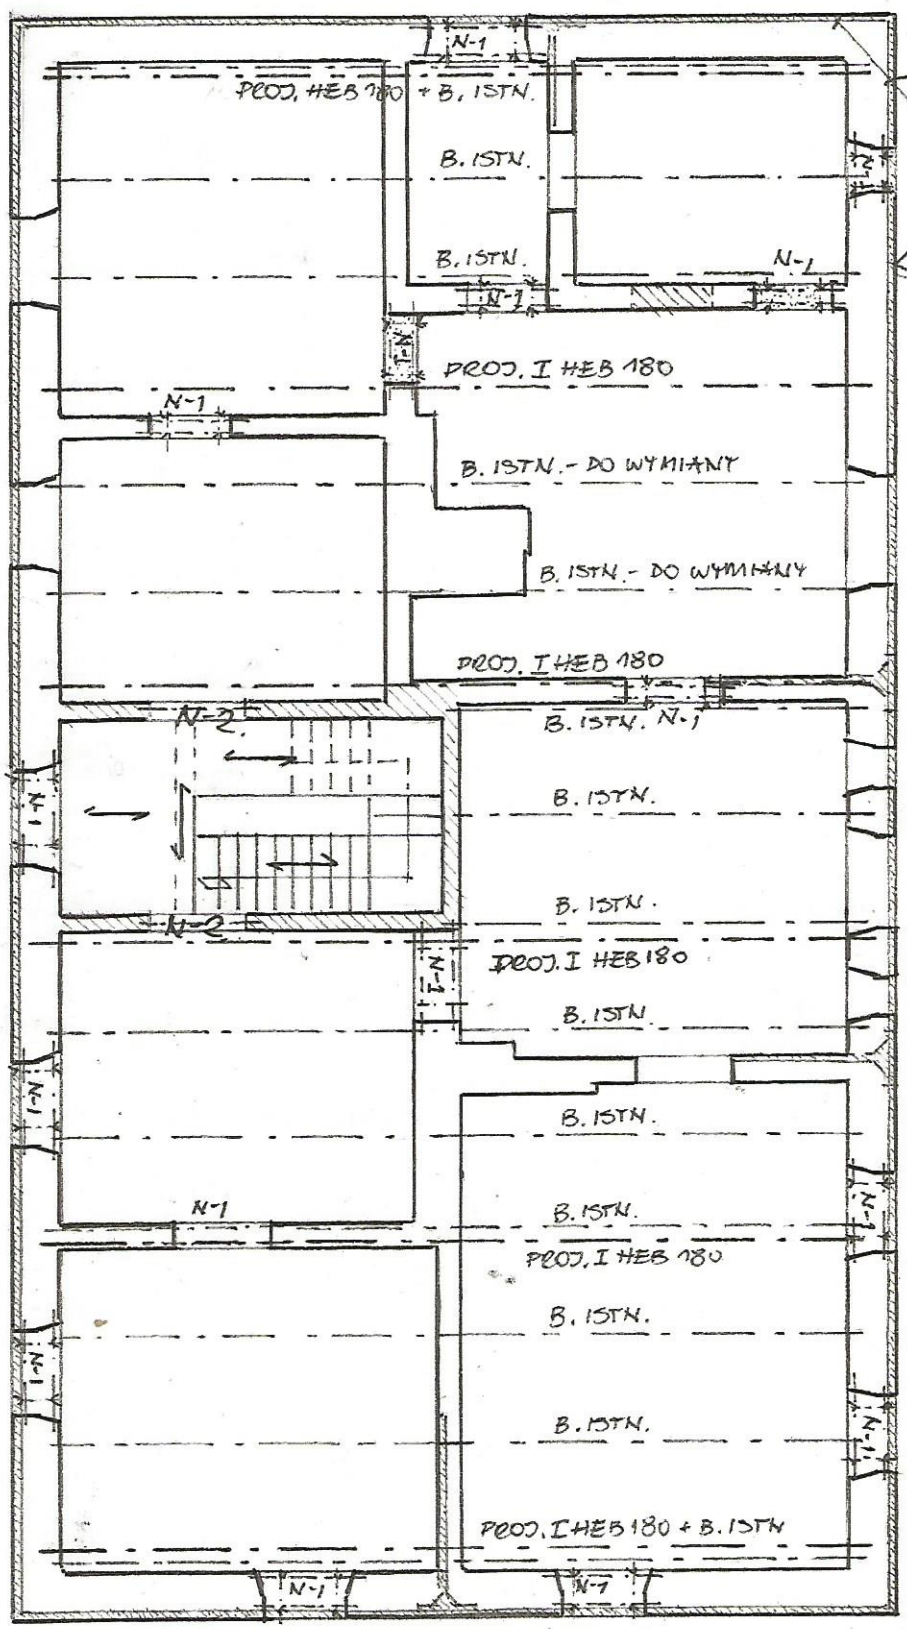 N-1
PROJ. HEB 180 + B. ISTN.
B. ISTN.
N-1
B. ISTN.
N-1
N-1
N-1
PROJ. I HEB 180
N-1
B. ISTN. - DO WYMIANY
B. ISTN. - DO WYMIANY
PROJ. I HEB 180
N-2.
B. ISTN. N-1
B. ISTN.
N-1
B. ISTN.
N-2
PROJ. I HEB 180
N-1
B. ISTN.
N-1
B. ISTN.
N-1
B. ISTN.
N-1
PROJ. I HEB 180
B. ISTN.
N-1
B. ISTN.
N-1
PROJ. I HEB 180 + B. ISTN
N-1
N-1